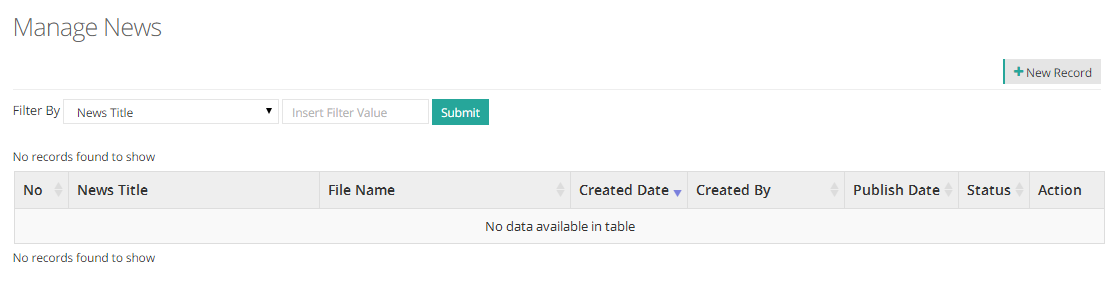 Manage News
+ New Record
Filter By News Title Insert Filter Value Submit
No records found to show
No News Title File Name Created Date Created By Publish Date Status Action
No data available in table
No records found to show